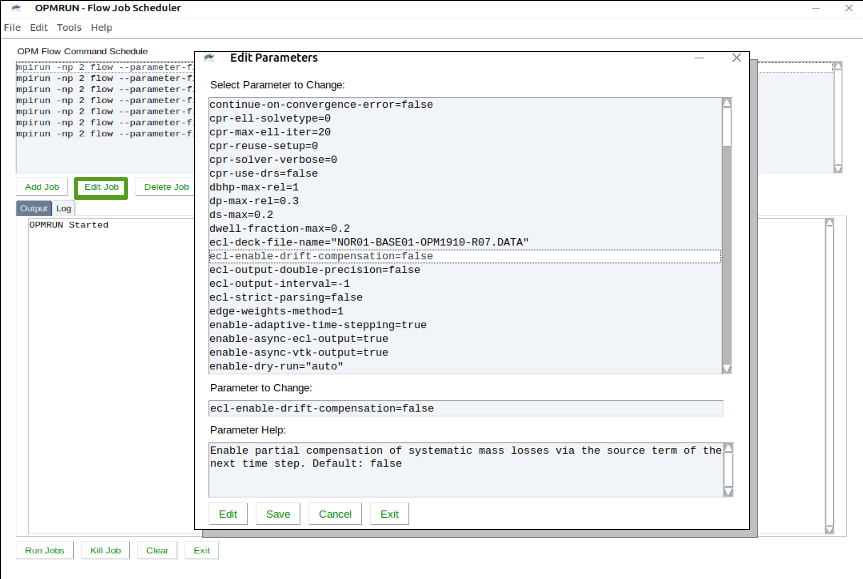 OPMRUN - Flow Job Scheduler
File Edit Tools Help
OPM Flow Command Schedule
mpirun -np 2 flow --parameter-f
mpirun -np 2 flow --parameter-f
mpirun -np 2 flow --parameter-f
mpirun -np 2 flow --parameter-f
mpirun -np 2 flow --parameter-f
mpirun -np 2 flow --parameter-f
mpirun -np 2 flow --parameter-f
Add Job Edit Job Delete Job
Output Log
OPMRUN Started
Edit Parameters
Select Parameter to Change:
continue-on-convergence-error=false
cpr-ell-solvetype=0
cpr-max-ell-iter=20
cpr-reuse-setup=0
cpr-solver-verbose=0
cpr-use-drs=false
dbhp-max-rel=1
dp-max-rel=0.3
ds-max=0.2
dwell-fraction-max=0.2
ecl-deck-file-name="NOR01-BASE01-OPM1910-R07.DATA"
ecl-enable-drift-compensation=false
ecl-output-double-precision=false
ecl-output-interval=-1
ecl-strict-parsing=false
edge-weights-method=1
enable-adaptive-time-stepping=true
enable-async-ecl-output=true
enable-async-vtk-output=true
enable-dry-run="auto"
Parameter to Change:
ecl-enable-drift-compensation=false
Parameter Help:
Enable partial compensation of systematic mass losses via the source term of the
next time step. Default: false
Edit Save Cancel Exit
Run Jobs Kill Job Clear Exit